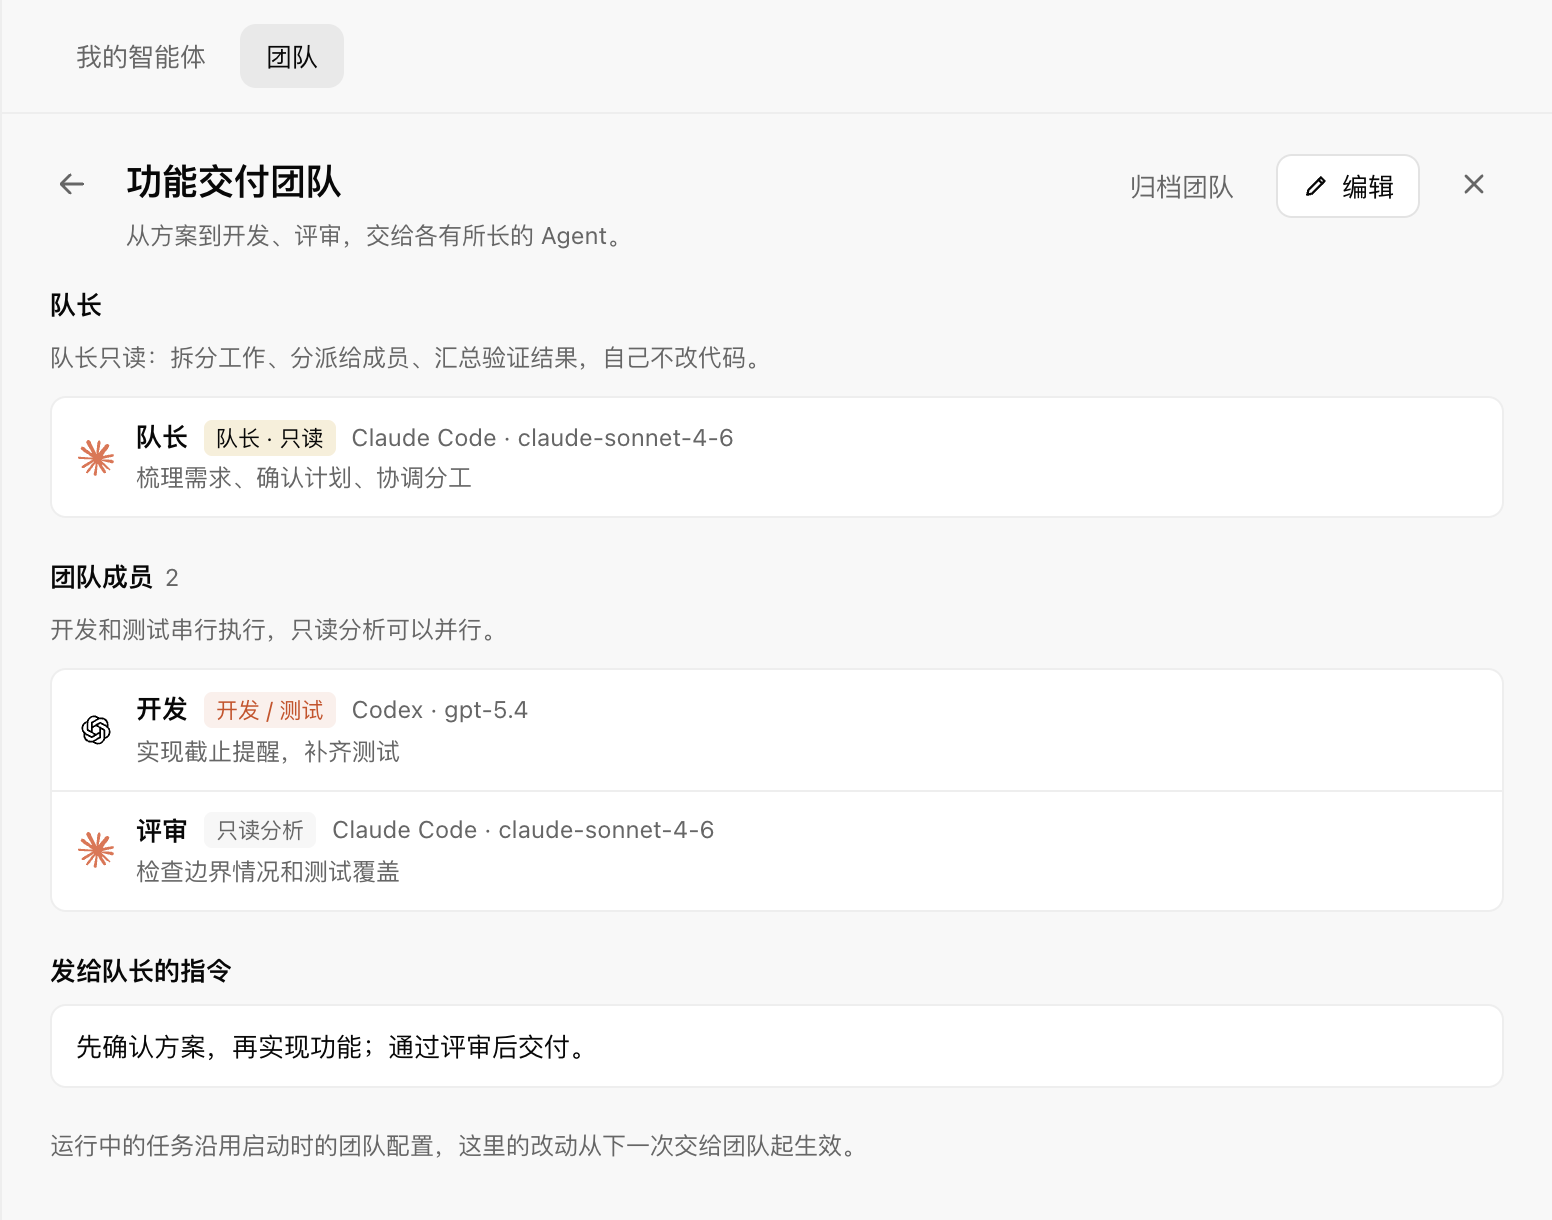 我的智能体
团队
功能交付团队
归档团队
编辑
从方案到开发、评审，交给各有所长的 Agent。
队长
队长只读：拆分工作、分派给成员、汇总验证结果，自己不改代码。
队长 队长 · 只读 Claude Code · claude-sonnet-4-6
梳理需求、确认计划、协调分工
团队成员 2
开发和测试串行执行，只读分析可以并行。
开发 开发 / 测试 Codex · gpt-5.4
实现截止提醒，补齐测试
评审 只读分析 Claude Code · claude-sonnet-4-6
检查边界情况和测试覆盖
发给队长的指令
先确认方案，再实现功能；通过评审后交付。
运行中的任务沿用启动时的团队配置，这里的改动从下一次交给团队起生效。